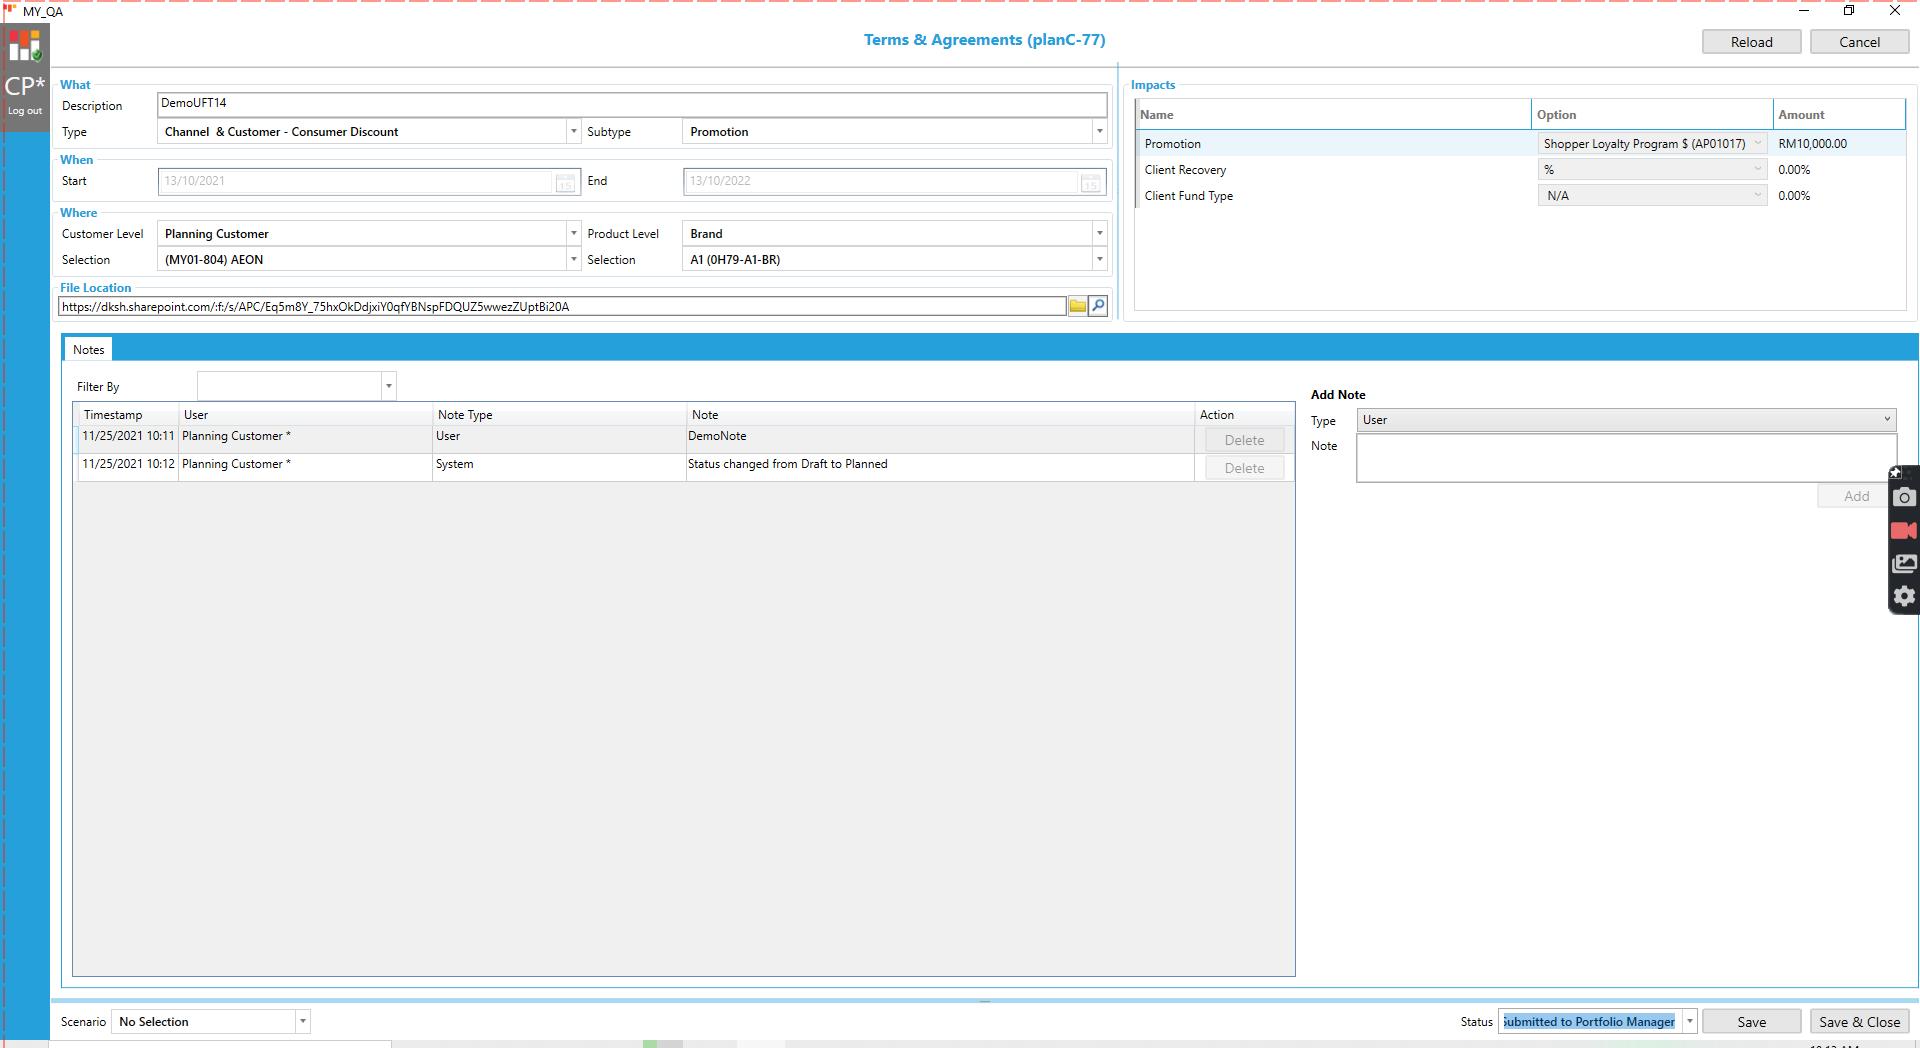 MY_QA
Terms & Agreements (planC-77)
Reload
Cancel
CP*
Log out
What
Description
DemoUFT14
Type
Channel & Customer - Consumer Discount
Subtype
Promotion
When
Start
13/10/2021
15
End
13/10/2022
15
Where
Customer Level
Planning Customer
Product Level
Brand
Selection
(MY01-804) AEON
Selection
A1 (0H79-A1-BR)
File Location
https://dksh.sharepoint.com/:f:/s/APC/Eq5m8Y_75hxOkDdjxiY0qfYBNspFDQUZ5wwezZUptBi20A
Impacts
Name Option Amount
Promotion Shopper Loyalty Program $ (AP01017) RM10,000.00
Client Recovery % 0.00%
Client Fund Type N/A 0.00%
Notes
Filter By
Timestamp User Note Type Note Action
11/25/2021 10:11 Planning Customer * User DemoNote Delete
11/25/2021 10:12 Planning Customer * System Status changed from Draft to Planned Delete
Add Note
Type User
Note
Add
Scenario No Selection
Status Submitted to Portfolio Manager
Save
Save & Close